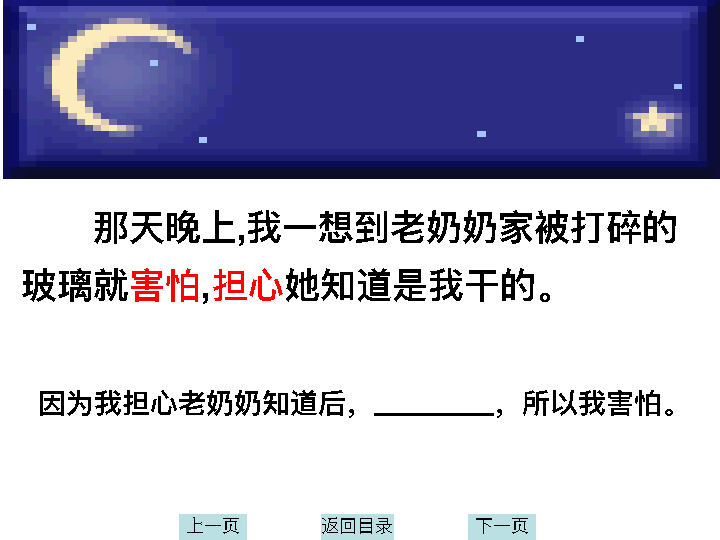 那天晚上,我一想到老奶奶家被打碎的
玻璃就害怕,担心她知道是我干的。
因为我担心老奶奶知道后，________，所以我害怕。
上一页 返回目录 下一页